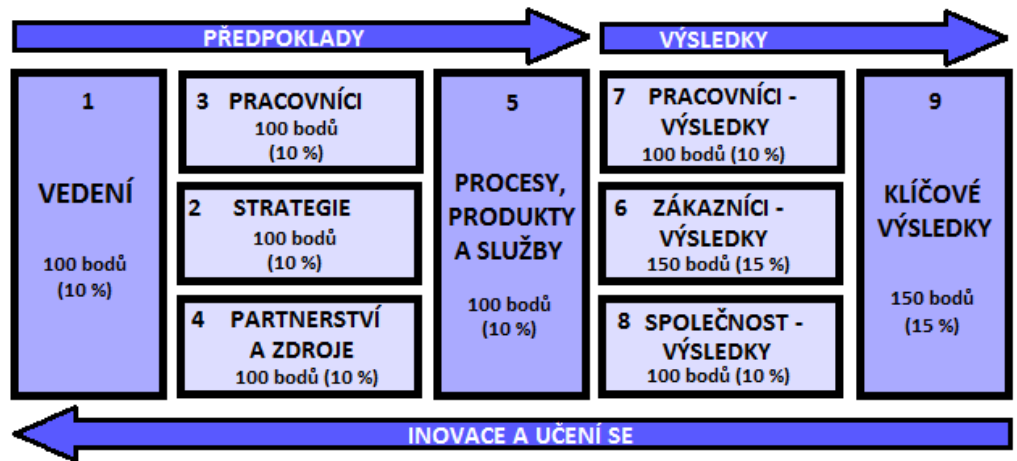 PŘEDPOKLADY
VÝSLEDKY
1
VEDENÍ
100 bodů
(10 %)
3 PRACOVNÍCI
100 bodů
(10 %)
2 STRATEGIE
100 bodů
(10 %)
4 PARTNERSTVÍ
A ZDROJE
100 bodů (10 %)
5
PROCESY,
PRODUKTY
A SLUŽBY
100 bodů
(10 %)
7 PRACOVNÍCI -
VÝSLEDKY
100 bodů (10 %)
6 ZÁKAZNÍCI -
VÝSLEDKY
150 bodů (15 %)
8 SPOLEČNOST -
VÝSLEDKY
100 bodů (10 %)
9
KLÍČOVÉ
VÝSLEDKY
150 bodů
(15 %)
INOVACE A UČENÍ SE